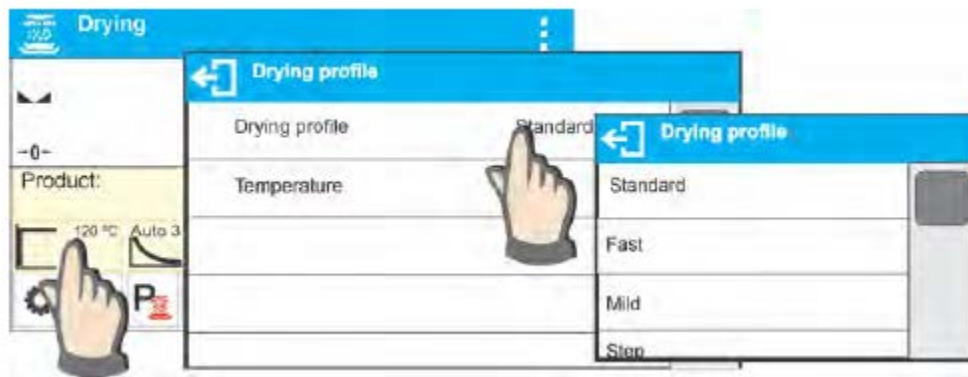 Drying
Drying profile
Drying profile
Standard
Drying profile
-0-
Product:
Temperature
Standard
120 °C
Auto 3
Fast
P
Mild
Step